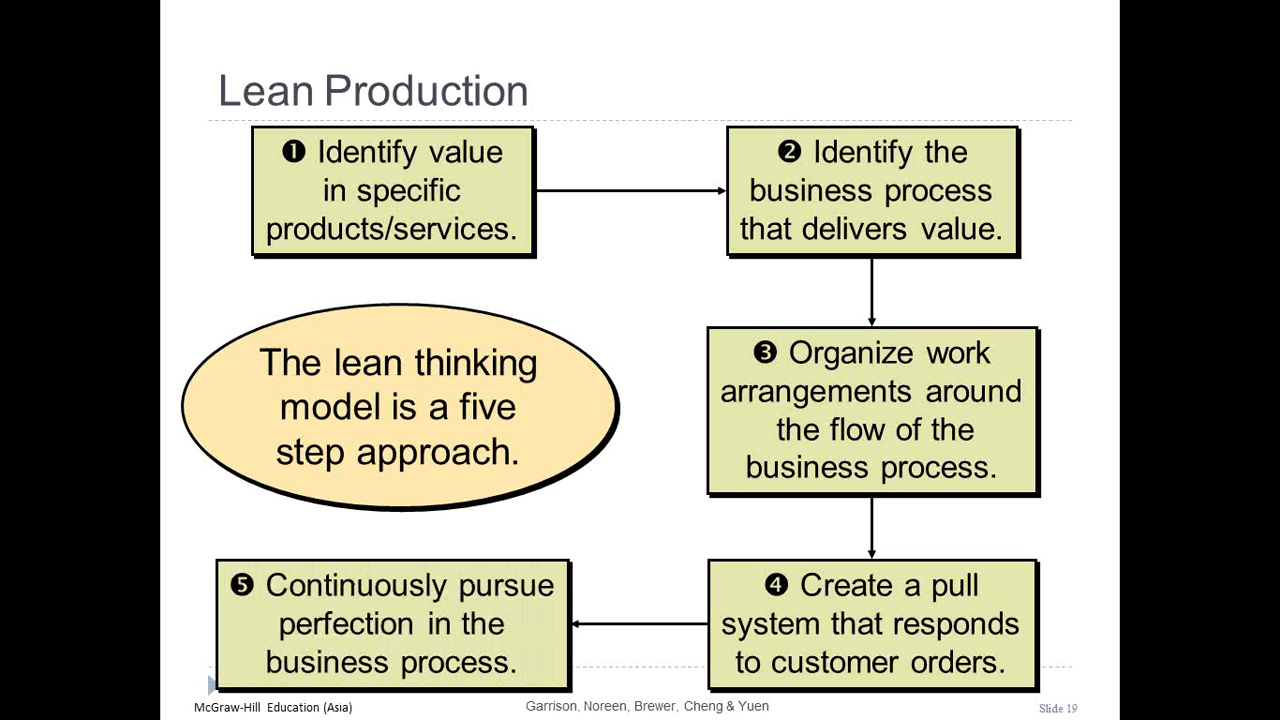 Lean Production
❶ Identify value
in specific
products/services.
❷ Identify the
business process
that delivers value.
❸ Organize work
arrangements around
the flow of the
business process.
The lean thinking
model is a five
step approach.
❹ Create a pull
system that responds
to customer orders.
❺ Continuously pursue
perfection in the
business process.
McGraw-Hill Education (Asia)
Garrison, Noreen, Brewer, Cheng & Yuen
Slide 19